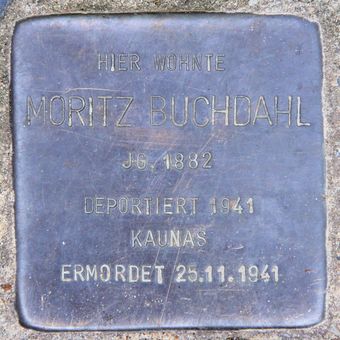 HIER WOHNTE
MORITZ BUCHDAHL
JG. 1882
DEPORTIERT 1941
KAUNAS
ERMORDET 25.11.1941